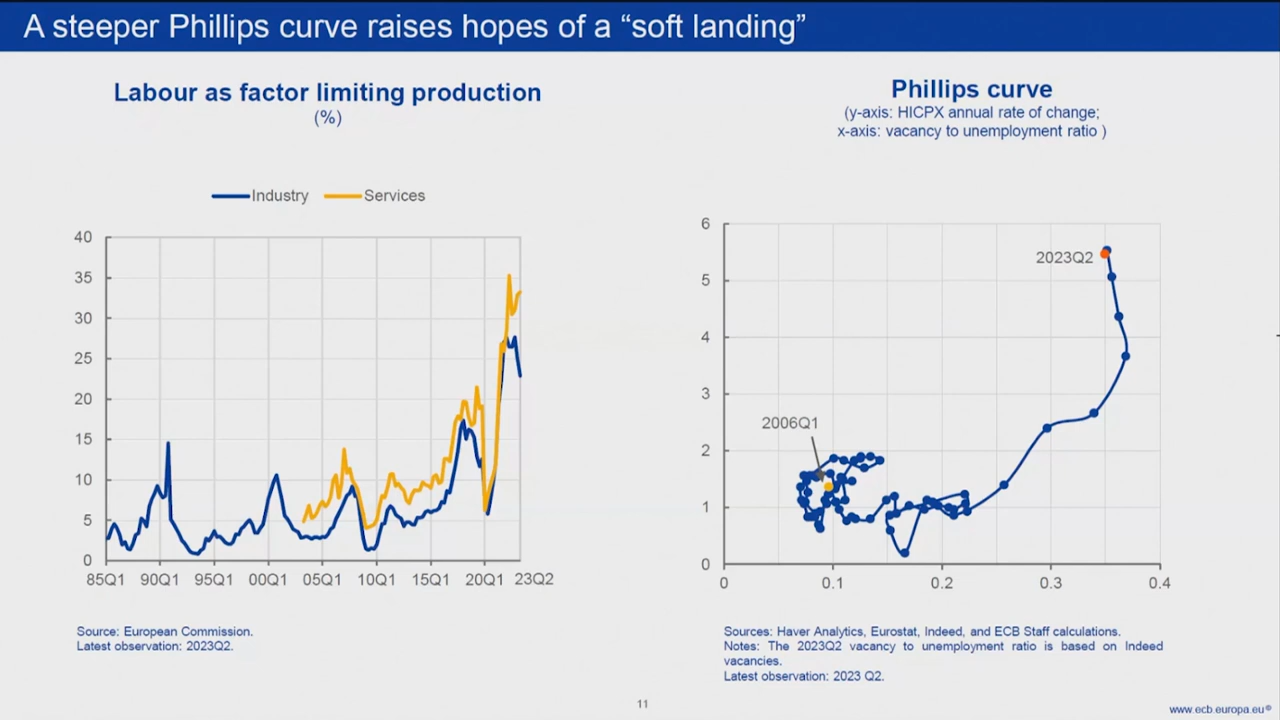 A steeper Phillips curve raises hopes of a “soft landing”
Labour as factor limiting production
(%)
Industry
Services
40
35
30
25
20
15
10
5
0
85Q1 90Q1 95Q1 00Q1 05Q1 10Q1 15Q1 20Q1 23Q2
Source: European Commission.
Latest observation: 2023Q2.
Phillips curve
(y-axis: HICPX annual rate of change;
x-axis: vacancy to unemployment ratio )
6
5
4
3
2
1
0
2023Q2
2006Q1
0 0.1 0.2 0.3 0.4
Sources: Haver Analytics, Eurostat, Indeed, and ECB Staff calculations.
Notes: The 2023Q2 vacancy to unemployment ratio is based on Indeed
vacancies.
Latest observation: 2023 Q2.
11
www.ecb.europa.eu ©